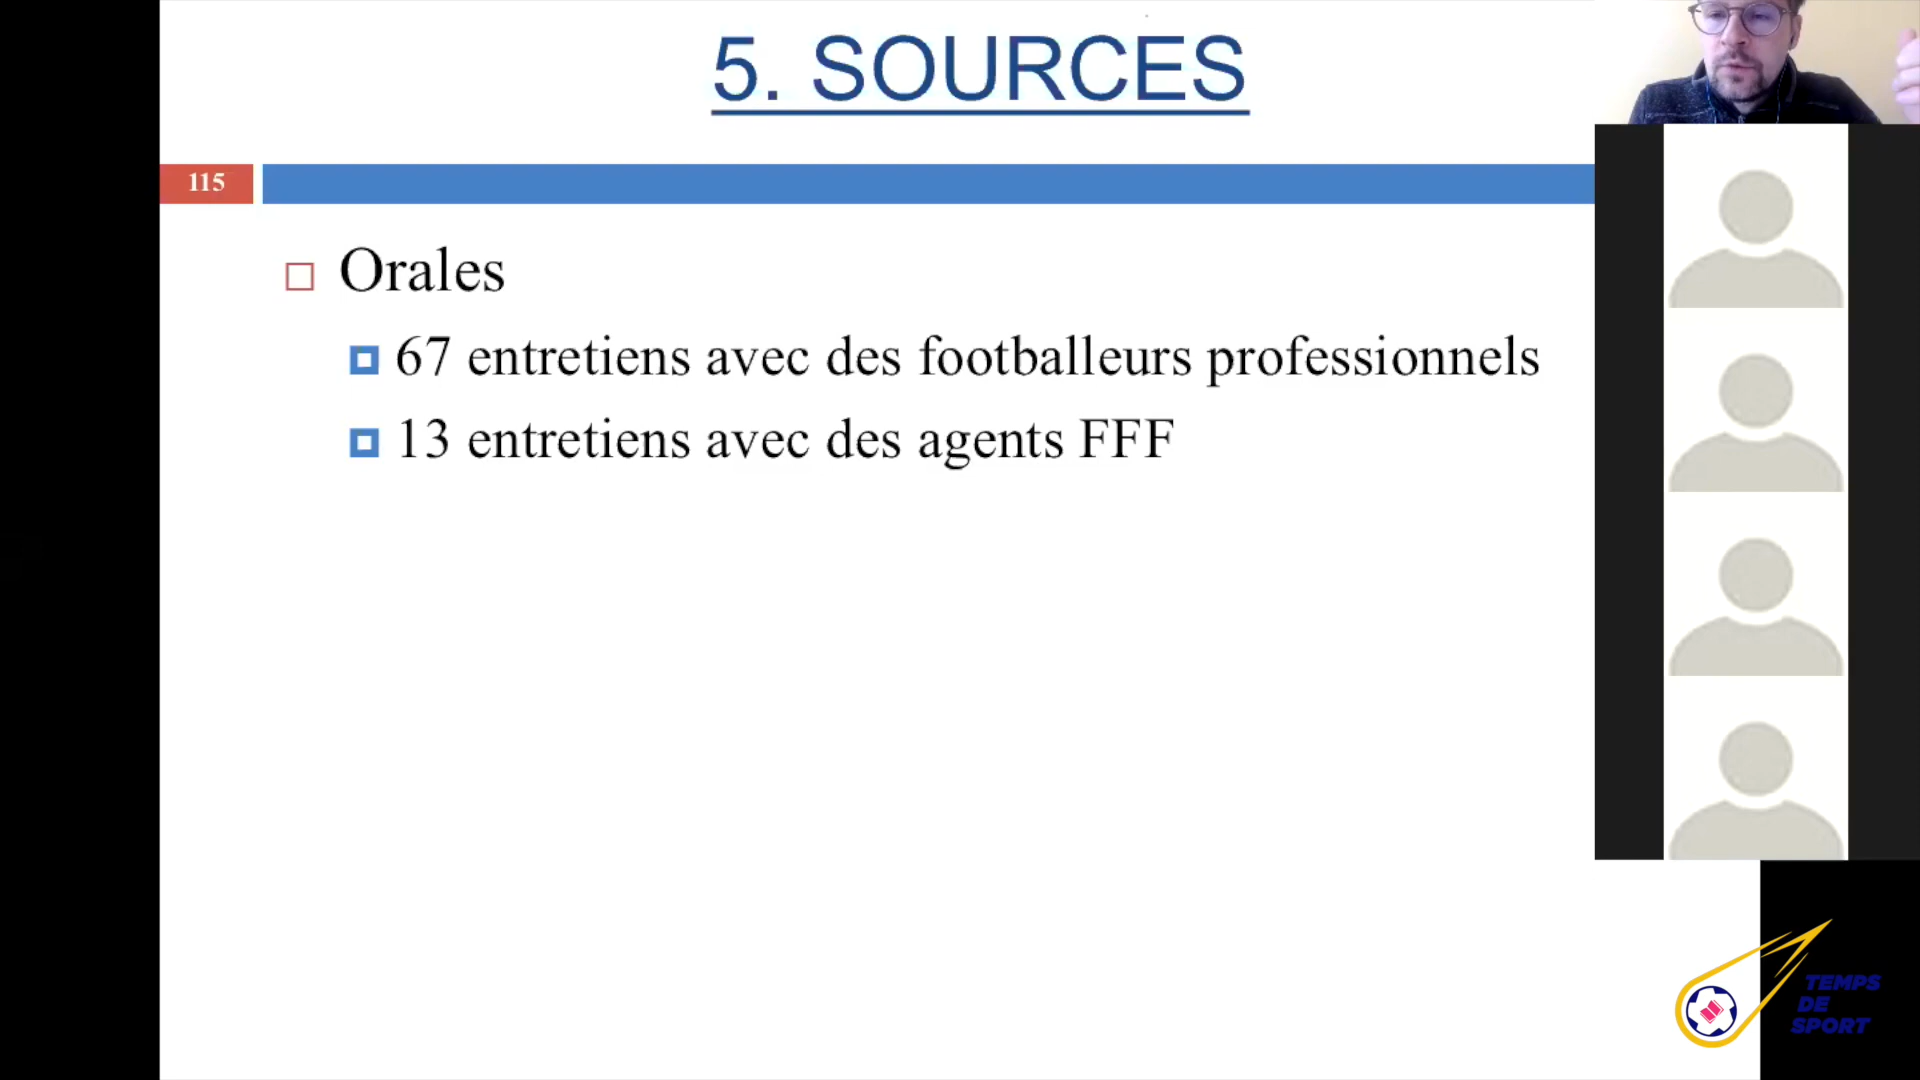 5. SOURCES
115
Orales
67 entretiens avec des footballeurs professionnels
13 entretiens avec des agents FFF
TEMPS
DE
SPORT